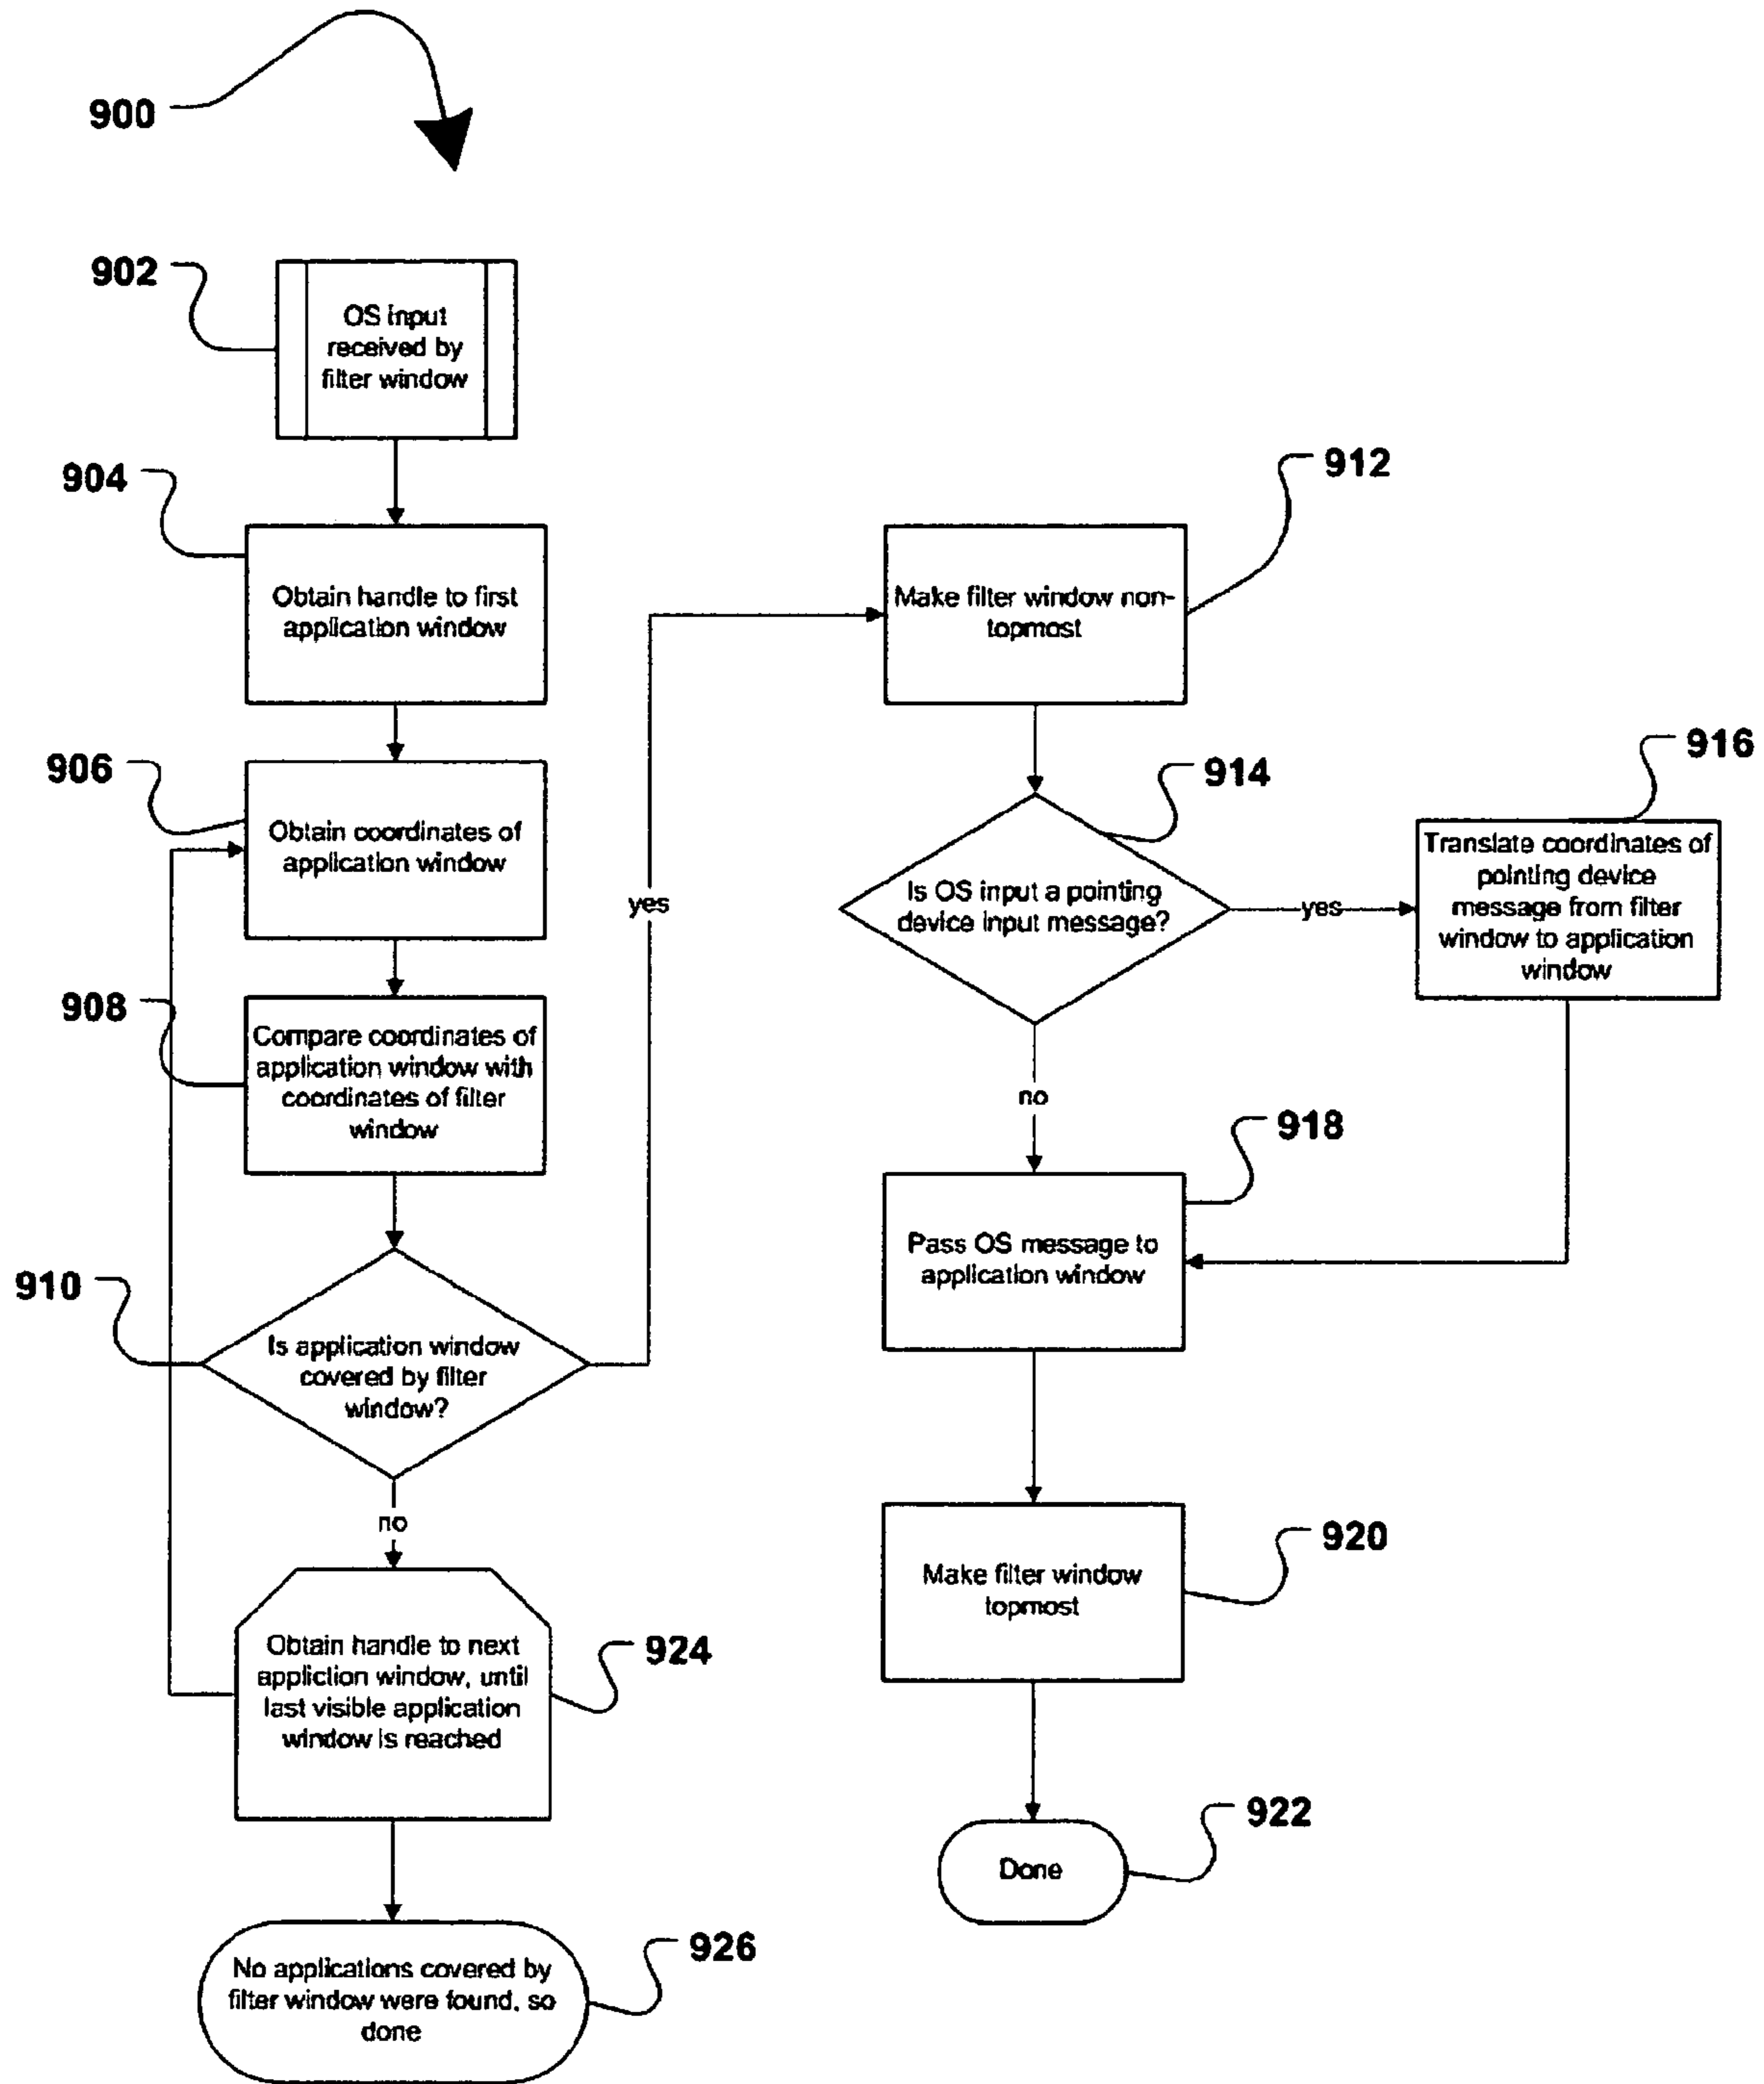 900
902
OS input
received by
filter window
904
Obtain handle to first
application window
906
Obtain coordinates of
application window
908
Compare coordinates of
application window with
coordinates of filter
window
910
Is application window
covered by filter
window?
yes
no
Obtain handle to next
appliction window, until
last visible application
window is reached
924
No applications covered by
filter window were found, so
done
926
912
Make filter window non-
topmost
914
Is OS input a pointing
device input message?
yes
916
Translate coordinates of
pointing device
message from filter
window to application
window
no
918
Pass OS message to
application window
920
Make filter window
topmost
922
Done